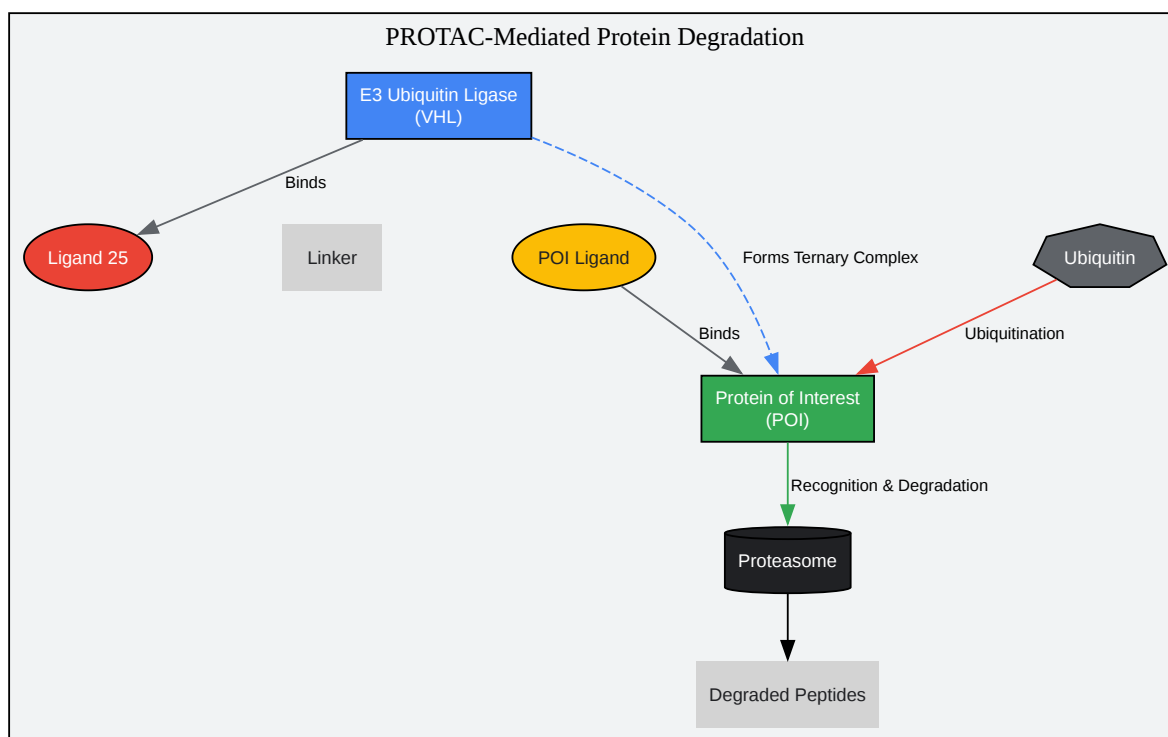 PROTAC-Mediated Protein Degradation
E3 Ubiquitin Ligase
(VHL)
Binds
Ligand 25
Linker
POI Ligand
Forms Ternary Complex
Ubiquitin
Binds
Ubiquitination
Protein of Interest
(POI)
Recognition & Degradation
Proteasome
Degraded Peptides